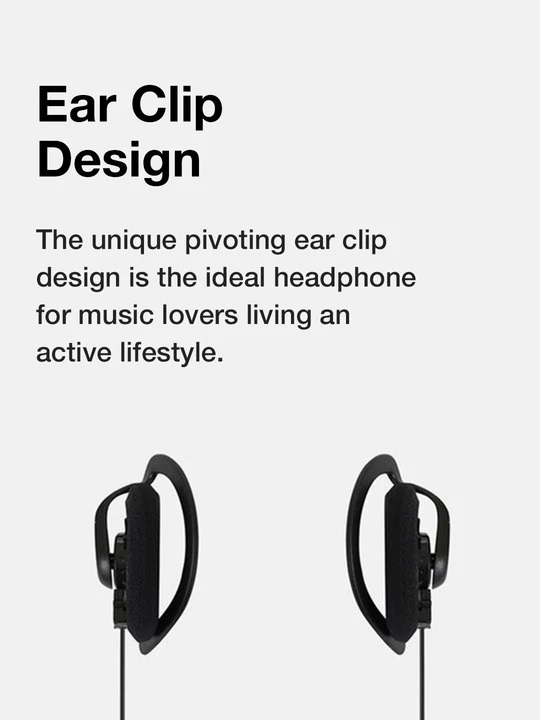 Ear Clip
Design
The unique pivoting ear clip
design is the ideal headphone
for music lovers living an
active lifestyle.